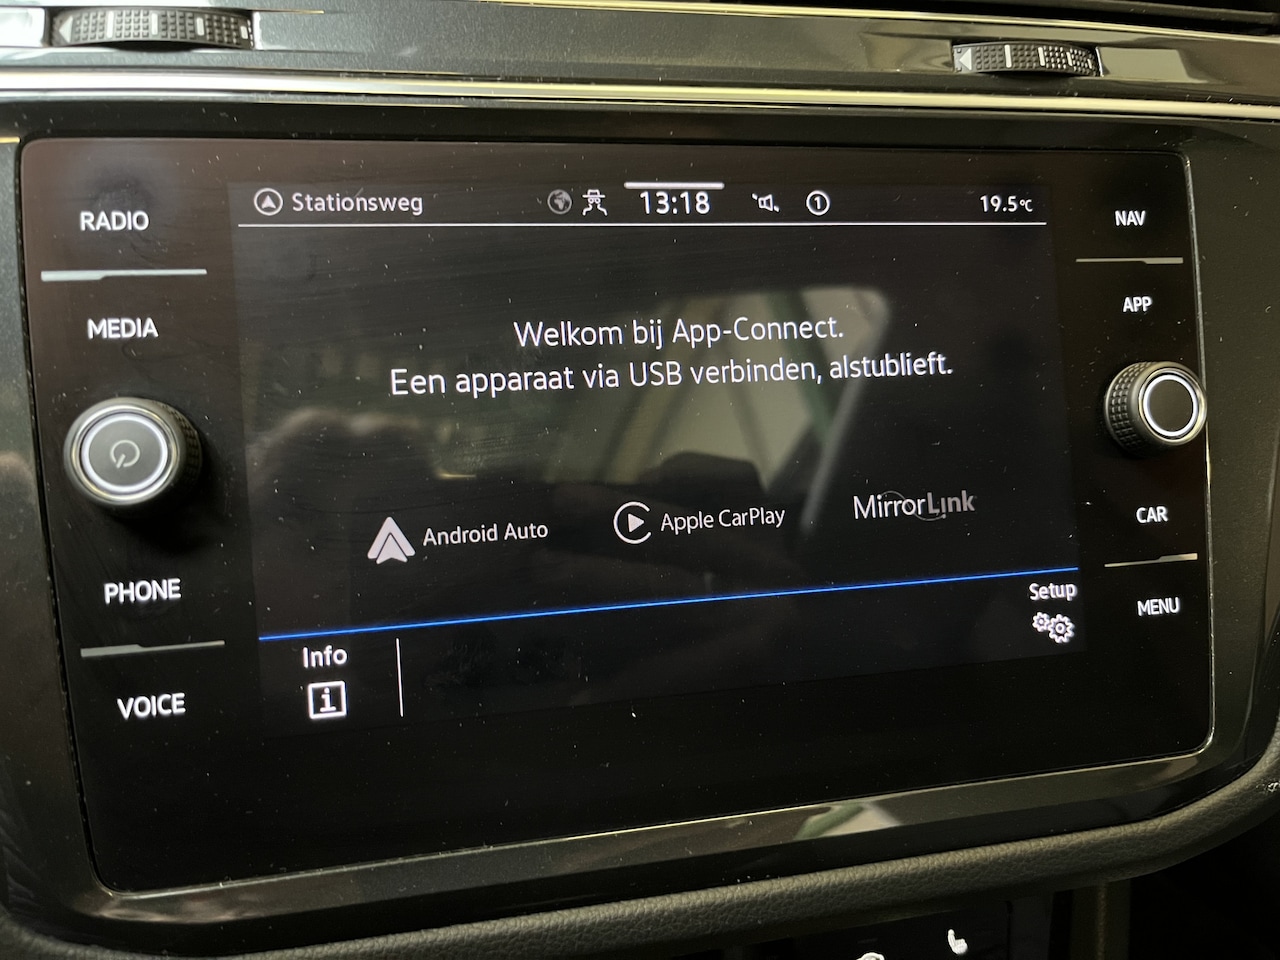 RADIO
MEDIA
PHONE
VOICE
Stationsweg
13:18
1
19.5°C
Welkom bij App-Connect.
Een apparaat via USB verbinden, alstublieft.
Android Auto
Apple CarPlay
MirrorLink
Info
i
Setup
NAV
APP
CAR
MENU